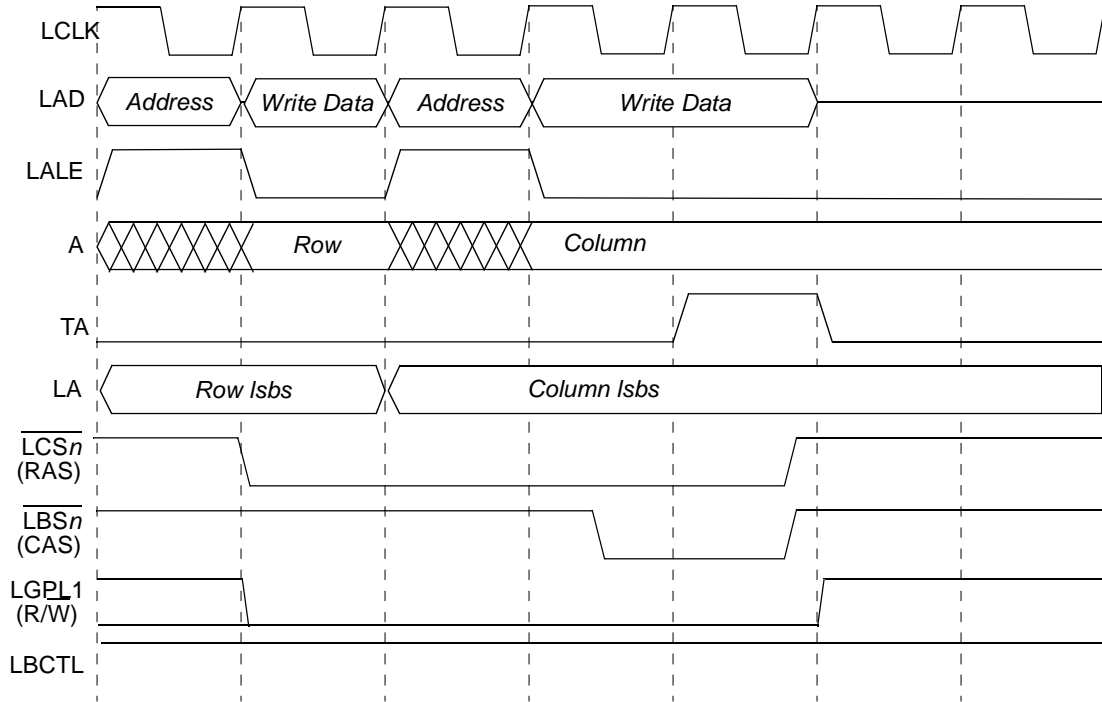 LCLK
LAD Address Write Data Address Write Data
LALE
A Row Column
TA
LA Row lsbs Column lsbs
LCSn
(RAS)
LBSn
(CAS)
LGPL1
(R/W)
LBCTL